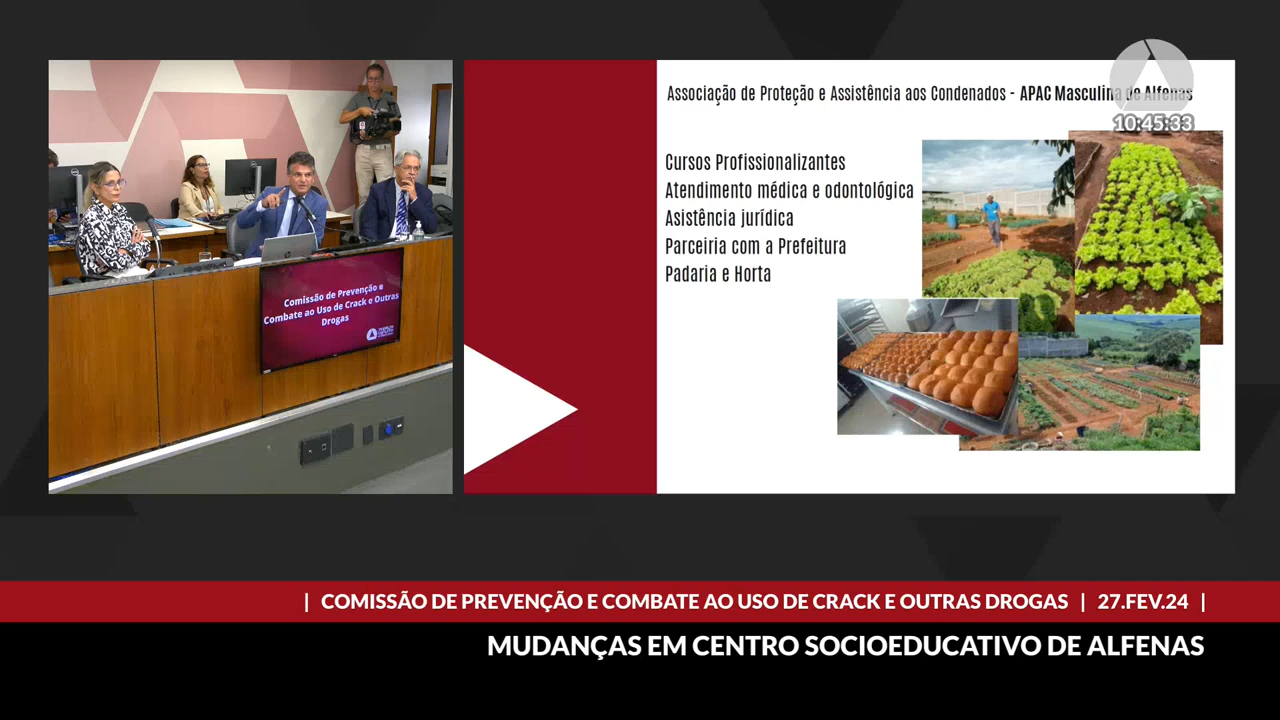 Associação de Proteção e Assistência aos Condenados - APAC Masculina de Alfenas
10:45:33
Cursos Profissionalizantes
Atendimento médica e odontológica
Asistência jurídica
Parceiria com a Prefeitura
Padaria e Horta
Comissão de Prevenção e
Combate ao Uso de Crack e Outras
Drogas
| COMISSÃO DE PREVENÇÃO E COMBATE AO USO DE CRACK E OUTRAS DROGAS | 27.FEV.24 |
MUDANÇAS EM CENTRO SOCIOEDUCATIVO DE ALFENAS